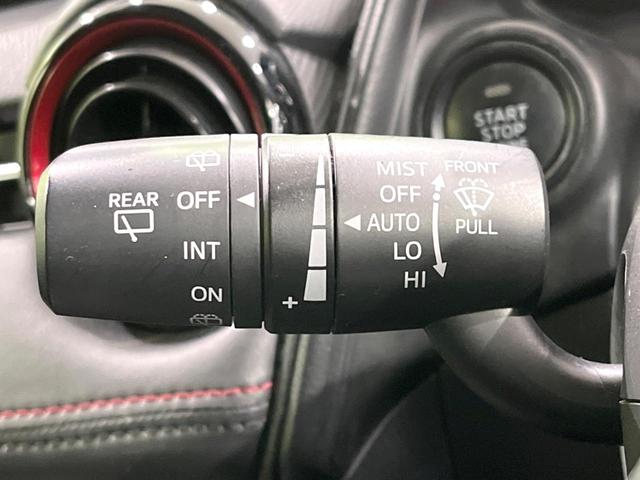 REAR
OFF
INT
ON
+
MIST
OFF
AUTO
LO
HI
FRONT
PULL
START
STOP